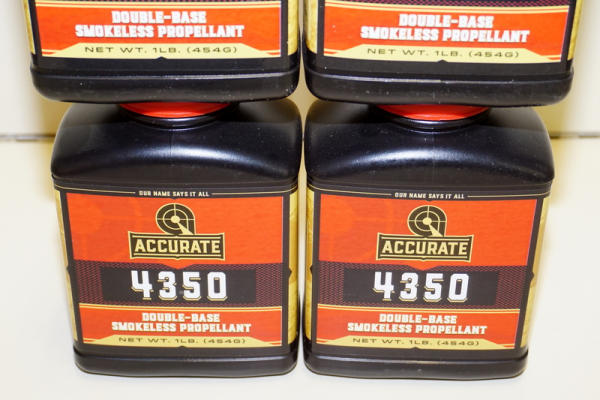 DOUBLE-BASE
SMOKELESS PROPELLANT
NET WT. 1LB. (454G)
DOUBLE-BASE
SMOKELESS PROPELLANT
NET WT. 1LB. (454G)
OUR NAME SAYS IT ALL
ACCURATE
4350
DOUBLE-BASE
SMOKELESS PROPELLANT
NET WT. 1LB. (454G)
OUR NAME SAYS IT ALL
ACCURATE
4350
DOUBLE-BASE
SMOKELESS PROPELLANT
NET WT. 1LB. (454G)